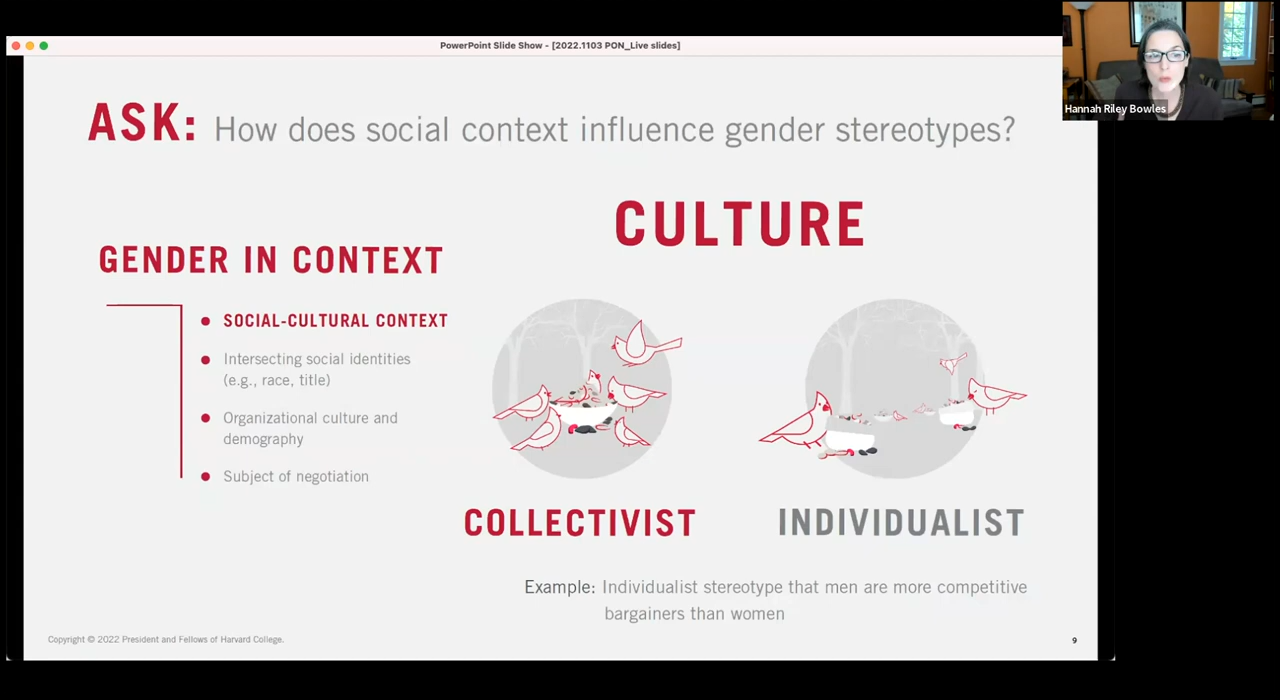 PowerPoint Slide Show - [2022.1103 PON_Live slides]
Hannah Riley Bowles
ASK: How does social context influence gender stereotypes?
CULTURE
GENDER IN CONTEXT
SOCIAL-CULTURAL CONTEXT
Intersecting social identities
(e.g., race, title)
Organizational culture and
demography
Subject of negotiation
COLLECTIVIST
INDIVIDUALIST
Example: Individualist stereotype that men are more competitive
bargainers than women
Copyright © 2022 President and Fellows of Harvard College.
9